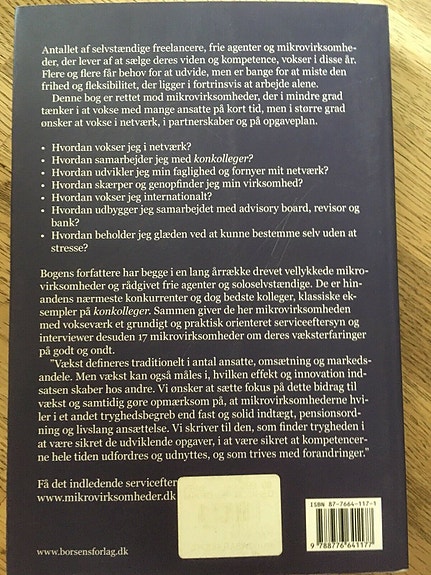 Antallet af selvstændige freelancere, frie agenter og mikrovirksomhe-
der, der lever af at sælge deres viden og kompetence, vokser i disse år.
Flere og flere får behov for at udvide, men er bange for at miste den
frihed og fleksibilitet, der ligger i fortrinsvis at arbejde alene.
Denne bog er rettet mod mikrovirksomheder, der i mindre grad
tænker i at vokse med mange ansatte på kort tid, men i større grad
ønsker at vokse i netværk, i partnerskaber og på opgaveplan.
• Hvordan vokser jeg i netværk?
• Hvordan samarbejder jeg med konkolleger?
• Hvordan udvikler jeg min faglighed og fornyer mit netværk?
• Hvordan skærper og genopfinder jeg min virksomhed?
• Hvordan vokser jeg internationalt?
• Hvordan udbygger jeg samarbejdet med advisory board, revisor og
bank?
• Hvordan beholder jeg glæden ved at kunne bestemme selv uden at
stresse?
Bogens forfattere har begge i en lang årrække drevet vellykkede mikro-
virksomheder og rådgivet frie agenter og soloselvstændige. De er hin-
andens nærmeste konkurrenter og dog bedste kolleger, klassiske ek-
sempler på konkolleger. Sammen giver de her mikrovirksomheden
med vokseværk et grundigt og praktisk orienteret serviceeftersyn og
interviewer desuden 17 mikrovirksomheder om deres væksterfaringer
på godt og ondt.
"Vækst defineres traditionelt i antal ansatte, omsætning og markeds-
andele. Men vækst kan også måles i, hvilken effekt og innovation ind-
satsen skaber hos andre. Vi ønsker at sætte fokus på dette bidrag til
vækst og samtidig gøre opmærksom på, at mikrovirksomhederne hvi-
ler i et andet tryghedsbegreb end fast og solid indtægt, pensionsord-
ning og livslang ansættelse. Vi skriver til den, som finder trygheden i
at være sikret de udviklende opgaver, i at være sikret at kompetencer-
ne hele tiden udfordres og udnyttes, og som trives med forandringer."
Få det indledende servicefter
www.mikrovirksomheder.dk
ISBN 87-7664-117-1
9 788776 641177
www.borsensforlag.dk